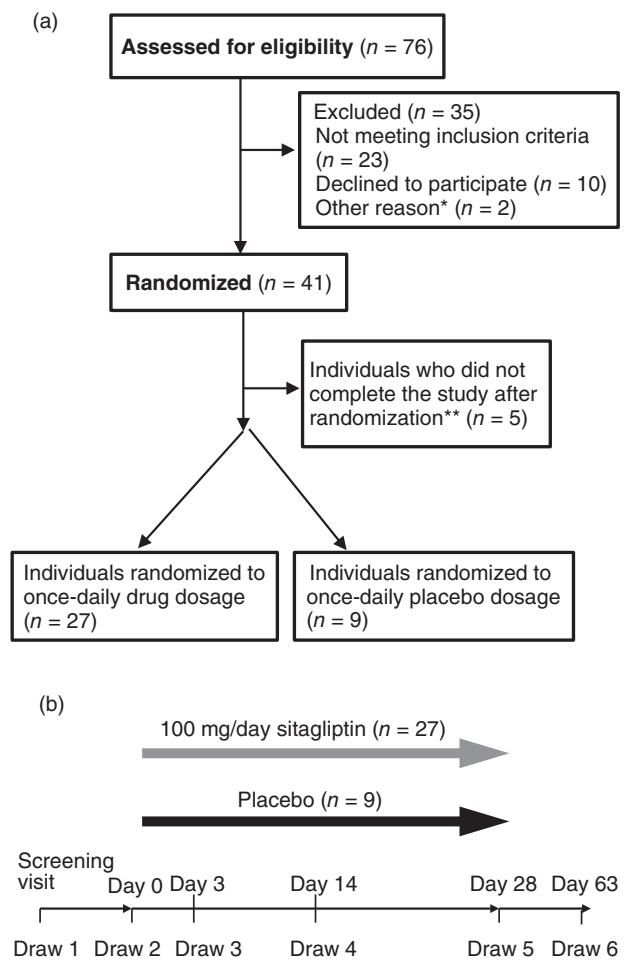 (a)
Assessed for eligibility (n = 76)
Excluded (n = 35)
Not meeting inclusion criteria
(n = 23)
Declined to participate (n = 10)
Other reason* (n = 2)
Randomized (n = 41)
Individuals who did not
complete the study after
randomization** (n = 5)
Individuals randomized to
once-daily drug dosage
(n = 27)
Individuals randomized to
once-daily placebo dosage
(n = 9)
(b)
100 mg/day sitagliptin (n = 27)
Placebo (n = 9)
Screening
visit
Day 0 Day 3 Day 14 Day 28 Day 63
Draw 1 Draw 2 Draw 3 Draw 4 Draw 5 Draw 6